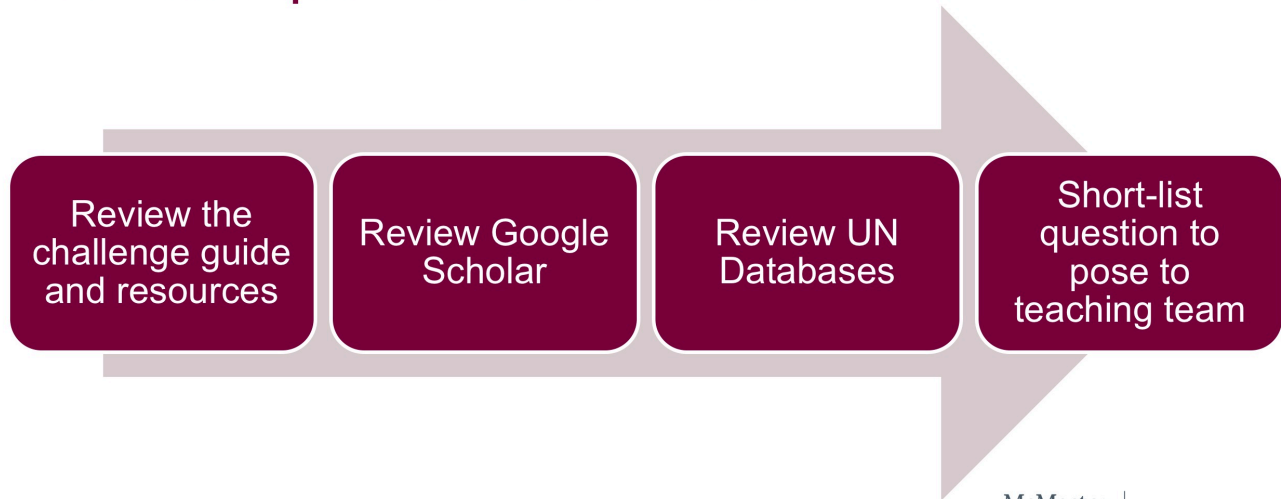 Review the
challenge guide
and resources
Review Google
Scholar
Review UN
Databases
Short-list
question to
pose to
teaching team